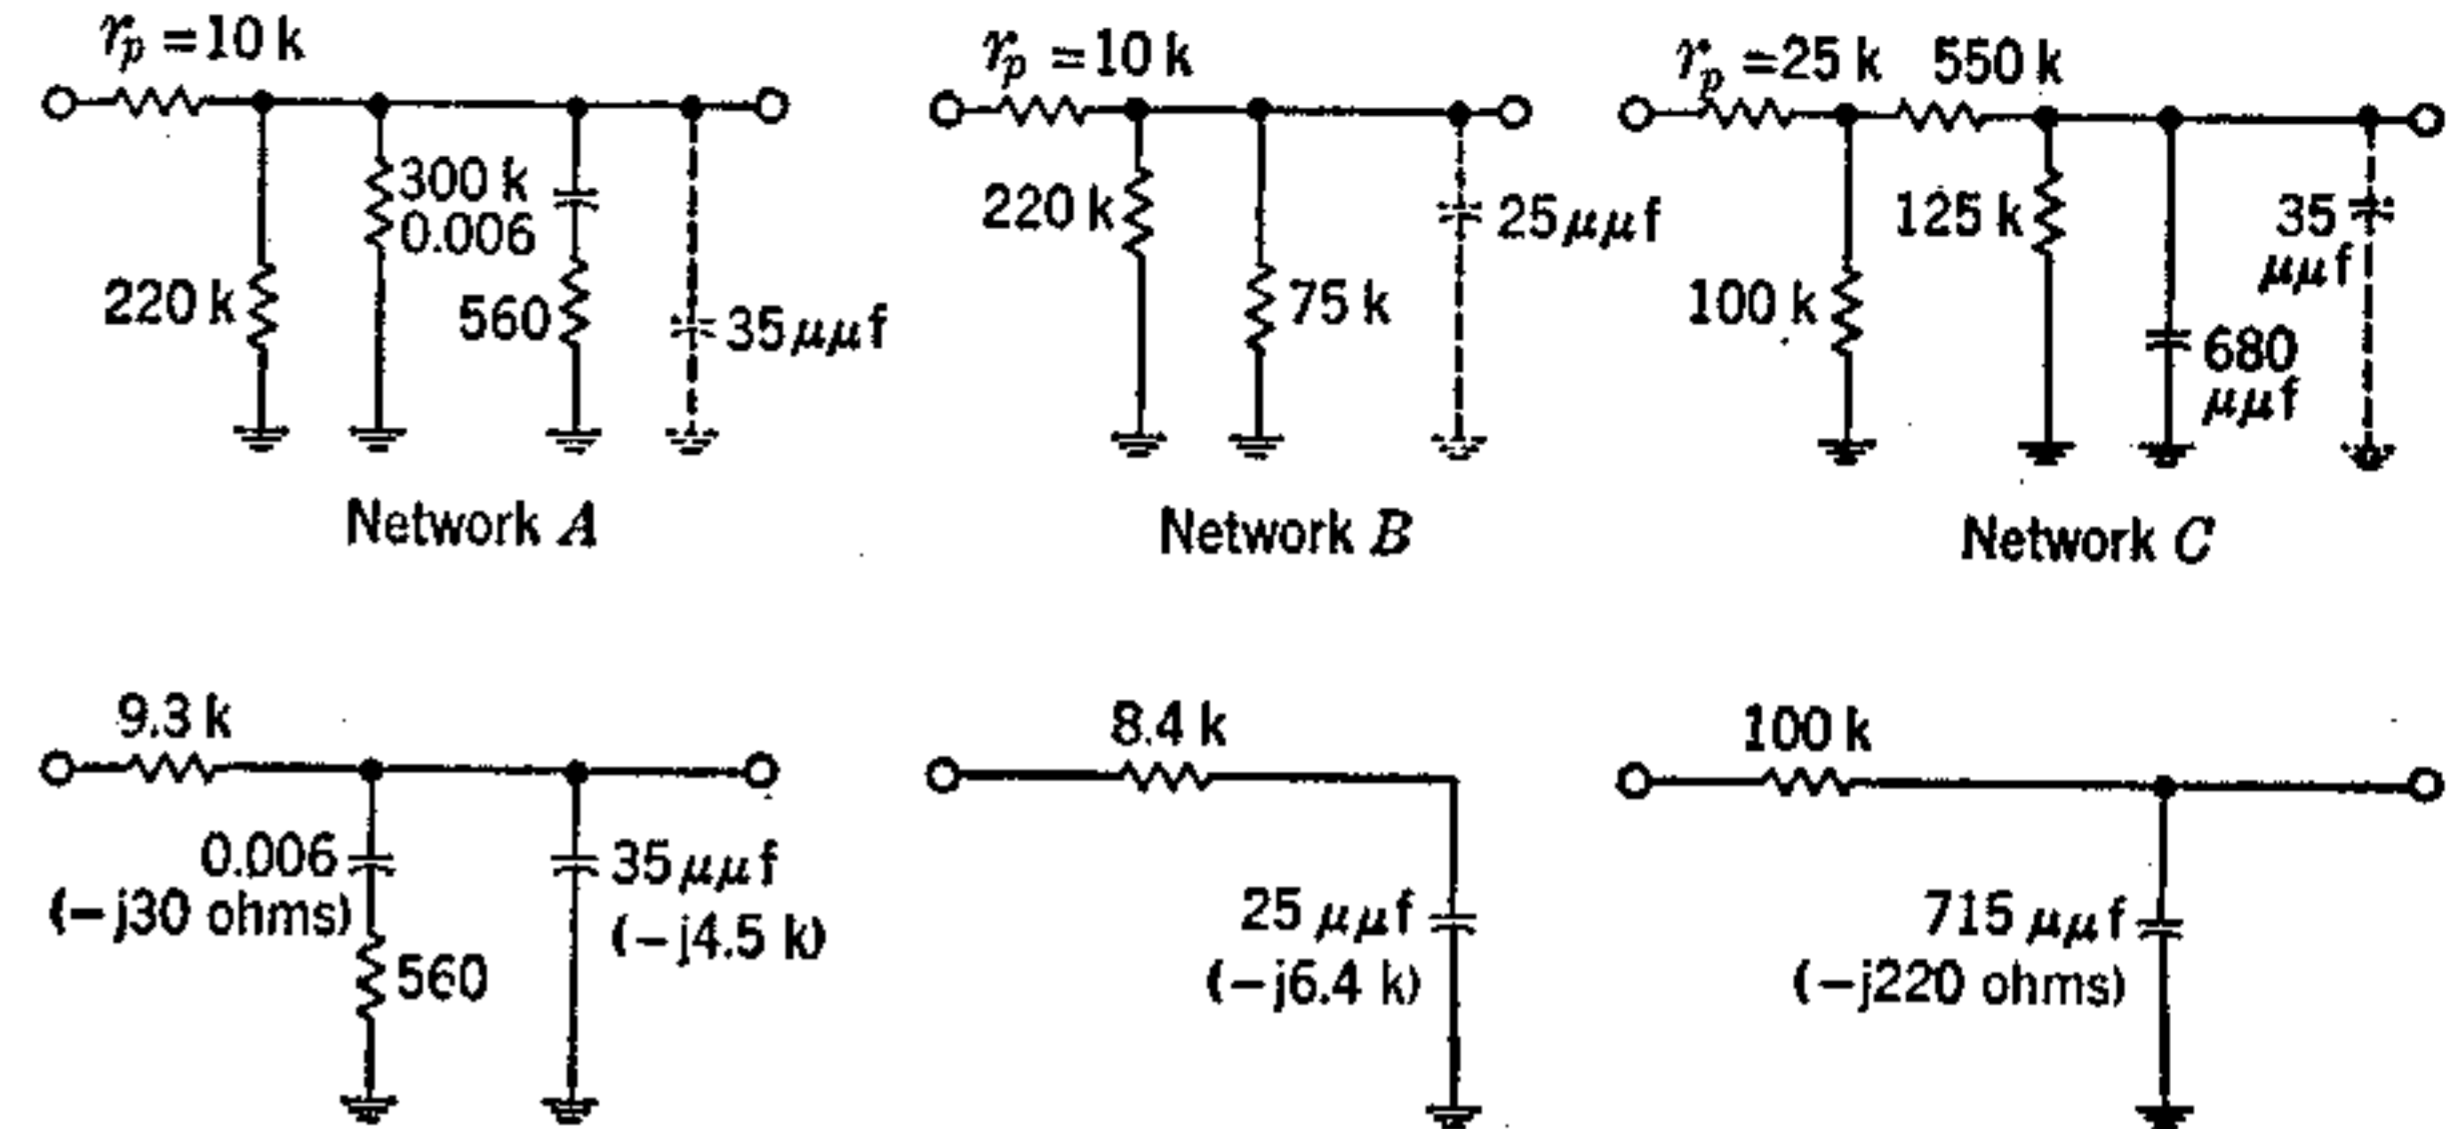 r_p = 10 k
300 k
0.006
220 k
560
35 μμf
Network A
r_p = 10 k
220 k
25 μμf
75 k
Network B
r_p = 25 k
550 k
125 k
35
μμf
100 k
680
μμf
Network C
9.3 k
0.006
(−j30 ohms)
560
35 μμf
(−j4.5 k)
8.4 k
25 μμf
(−j6.4 k)
100 k
715 μμf
(−j220 ohms)